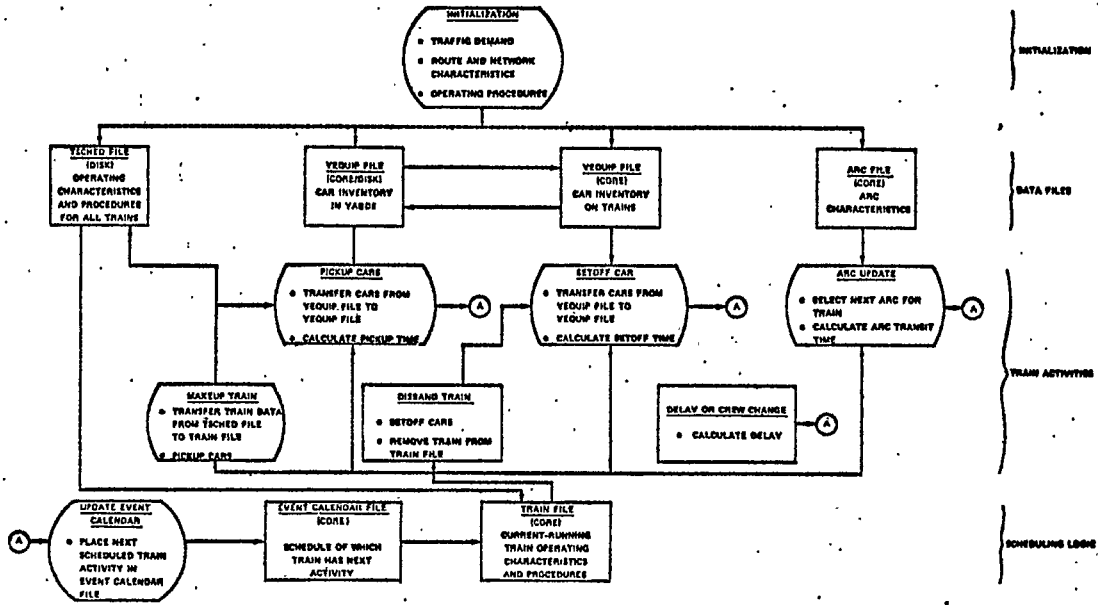 INITIALIZATION
• TRAFFIC DEMAND
• ROUTE AND NETWORK
CHARACTERISTICS
• OPERATING PROCEDURES
INITIALIZATION
TSCHED FILE
(DISK)
OPERATING
CHARACTERISTICS
AND PROCEDURES
FOR ALL TRAINS
YEQUIP FILE
(CORE/DISK)
CAR INVENTORY
IN YARDS
VEQUIP FILE
(CORE)
CAR INVENTORY
ON TRAINS
ARC FILE
(CORE)
ARC
CHARACTERISTICS
DATA FILES
PICKUP CARS
• TRANSFER CARS FROM
YEQUIP FILE TO
VEQUIP FILE
• CALCULATE PICKUP TIME
A
SETOFF CAR
• TRANSFER CARS FROM
VEQUIP FILE TO
YEQUIP FILE
• CALCULATE SETOFF TIME
A
ARC UPDATE
• SELECT NEXT ARC FOR
TRAIN
• CALCULATE ARC TRANSIT
TIME
A
TRAIN ACTIVITIES
MAKEUP TRAIN
• TRANSFER TRAIN DATA
FROM TSCHED FILE
TO TRAIN FILE
• PICKUP CARS
DISBAND TRAIN
• SETOFF CARS
• REMOVE TRAIN FROM
TRAIN FILE
DELAY OR CREW CHANGE
• CALCULATE DELAY
A
A
UPDATE EVENT
CALENDAR
• PLACE NEXT
SCHEDULED TRAIN
ACTIVITY IN
EVENT CALENDAR
FILE
EVENT CALENDAR FILE
(CORE)
SCHEDULE OF WHICH
TRAIN HAS NEXT
ACTIVITY
TRAIN FILE
(CORE)
CURRENT-RUNNING
TRAIN OPERATING
CHARACTERISTICS
AND PROCEDURES
SCHEDULING LOGIC